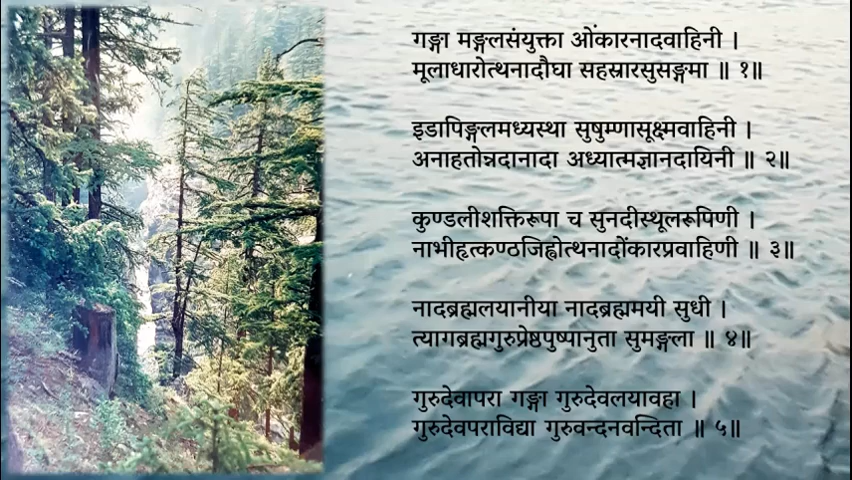 गङ्गा मङ्गलसंयुक्ता ओंकारनादवाहिनी ।
मूलाधारोत्थनादौघा सहस्रारसुसङ्गमा ॥ १॥
इडापिङ्गलमध्यस्था सुषुम्णासूक्ष्मवाहिनी ।
अनाहतोन्नदानादा अध्यात्मज्ञानदायिनी ॥ २॥
कुण्डलीशक्तिरूपा च सुनदीस्थूलरूपिणी ।
नाभीहृत्कण्ठजिह्वोत्थनादोंकारप्रवाहिणी ॥ ३॥
नादब्रह्मलयानीया नादब्रह्ममयी सुधी ।
त्यागब्रह्मगुरुप्रेष्ठपुष्पानुता सुमङ्गला ॥ ४॥
गुरुदेवापरा गङ्गा गुरुदेवलयावहा ।
गुरुदेवपराविद्या गुरुवन्दनवन्दिता ॥ ५॥